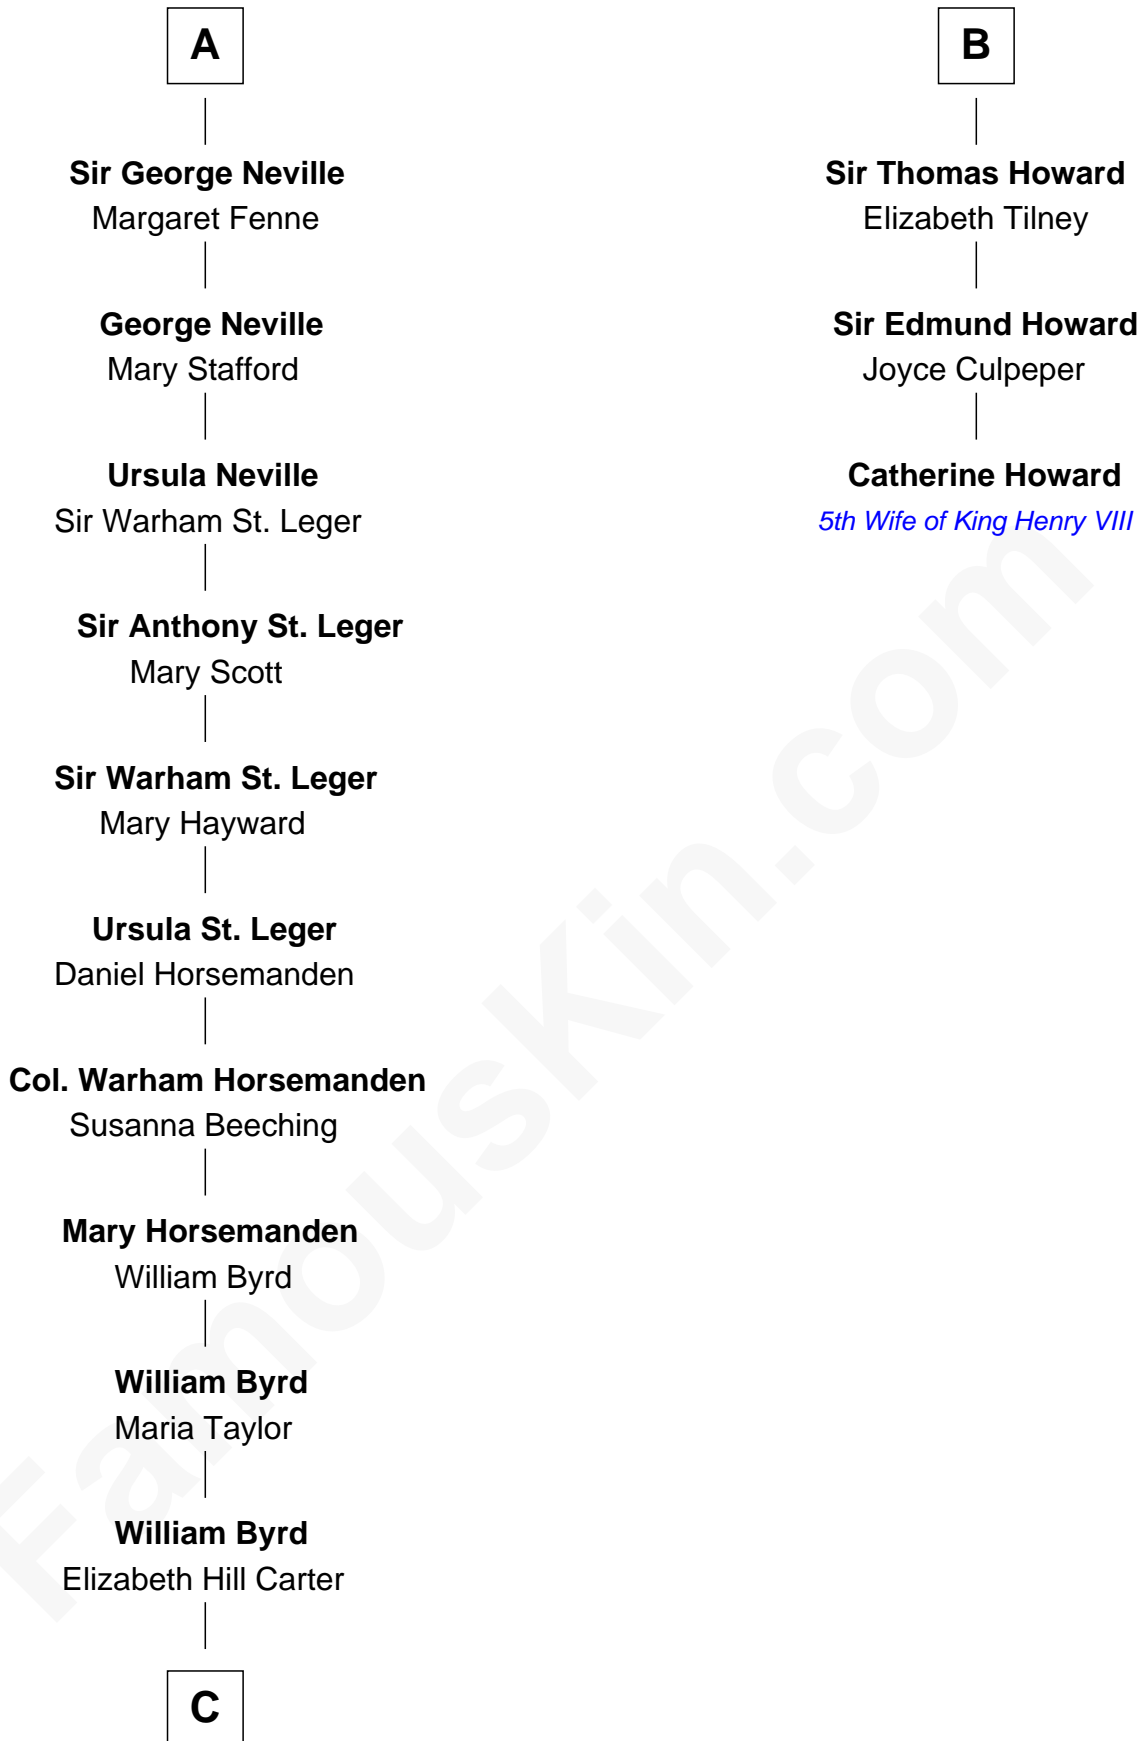 A
Sir George Neville
Margaret Fenne
George Neville
Mary Stafford
Ursula Neville
Sir Warham St. Leger
Sir Anthony St. Leger
Mary Scott
Sir Warham St. Leger
Mary Hayward
Ursula St. Leger
Daniel Horsemanden
Col. Warham Horsemanden
Susanna Beeching
Mary Horsemanden
William Byrd
William Byrd
Maria Taylor
William Byrd
Elizabeth Hill Carter
C
B
Sir Thomas Howard
Elizabeth Tilney
Sir Edmund Howard
Joyce Culpeper
Catherine Howard
5th Wife of King Henry VIII
FamousKin.com